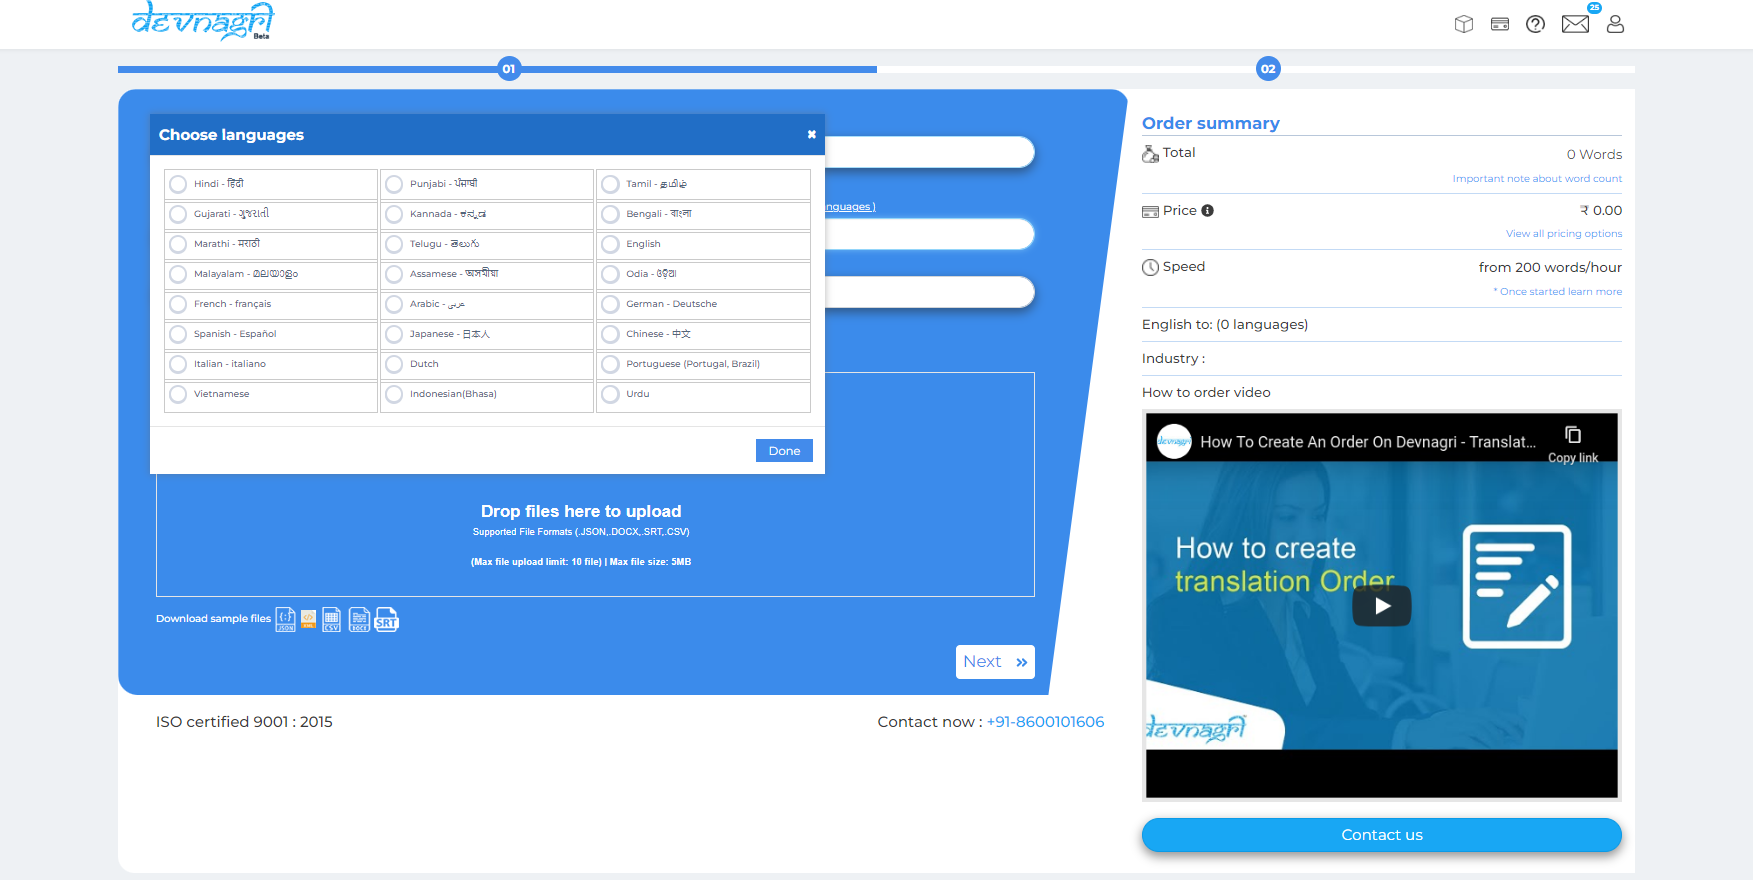 devnagri
Beta
25
01
02
Choose languages
Hindi - हिंदी
Punjabi - ਪੰਜਾਬੀ
Tamil - தமிழ்
Gujarati - ગુજરાતી
Kannada - ಕನ್ನಡ
Bengali - বাংলা
Marathi - मराठी
Telugu - తెలుగు
English
Malayalam - മലയാളം
Assamese - অসমীয়া
Odia - ଓଡ଼ିଆ
French - français
Arabic - عربى
German - Deutsche
Spanish - Español
Japanese - 日本人
Chinese - 中文
Italian - italiano
Dutch
Portuguese (Portugal, Brazil)
Vietnamese
Indonesian(Bhasa)
Urdu
Done
nguages )
Drop files here to upload
Supported File Formats (.JSON,.DOCX,.SRT,.CSV)
(Max file upload limit: 10 file) | Max file size: 5MB
Download sample files
JSON
CSV
DOCX
SRT
Next »
ISO certified 9001 : 2015
Contact now : +91-8600101606
Order summary
Total
0 Words
Important note about word count
Price
₹ 0.00
View all pricing options
Speed
from 200 words/hour
* Once started learn more
English to: (0 languages)
Industry :
How to order video
devnagri
How To Create An Order On Devnagri - Translat...
Copy link
How to create
translation Order
devnagri
Contact us